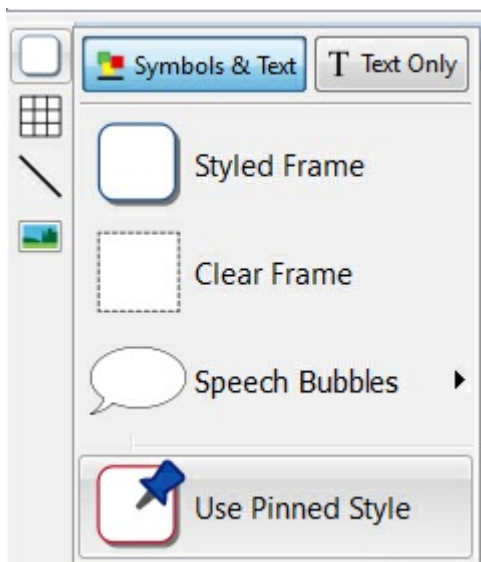 Symbols & Text T Text Only
Styled Frame
Clear Frame
Speech Bubbles
Use Pinned Style